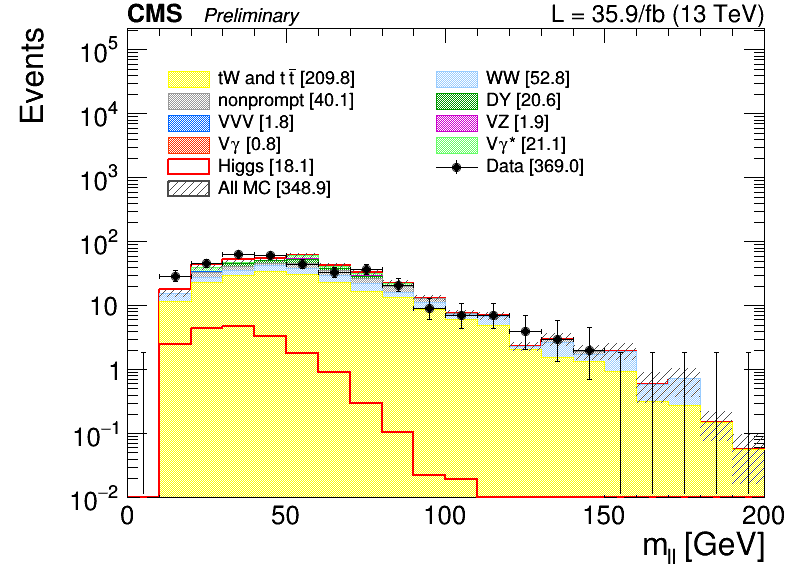 CMS Preliminary L = 35.9/fb (13 TeV)
Events
10⁵
10⁴
10³
10²
10
1
10⁻¹
10⁻²
tW and t t̄ [209.8] WW [52.8]
nonprompt [40.1] DY [20.6]
VVV [1.8] VZ [1.9]
Vγ [0.8] Vγ* [21.1]
Higgs [18.1] Data [369.0]
All MC [348.9]
0 50 100 150 200
m_ll [GeV]